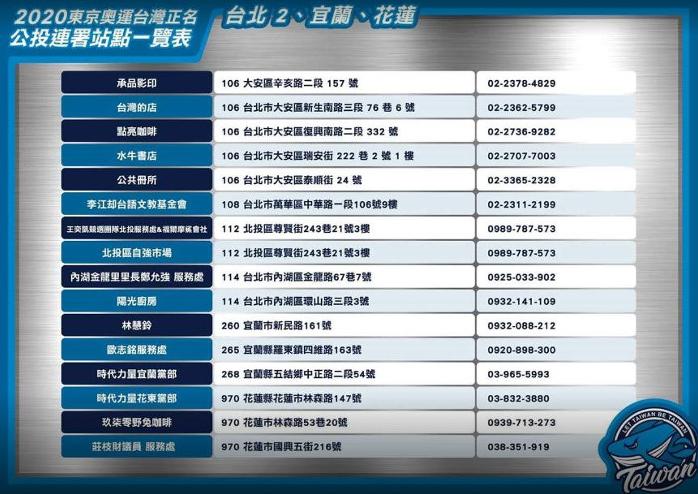 2020東京奧運台灣正名
公投連署站點一覽表
台北 2、宜蘭、花蓮
承品影印 106 大安區辛亥路二段 157 號 02-2378-4829
台灣的店 106 台北市大安區新生南路三段 76 巷 6 號 02-2362-5799
點亮咖啡 106 台北市大安區復興南路二段 332 號 02-2736-9282
水牛書店 106 台北市大安區瑞安街 222 巷 2 號 1 樓 02-2707-7003
公共冊所 106 台北市大安區泰順街 24 號 02-3365-2328
李江却台語文教基金會 108 台北市萬華區中華路一段106號9樓 02-2311-2199
王奕凱競選團隊北投服務處&福爾摩鯊會社 112 北投區尊賢街243巷21號3樓 0989-787-573
北投區自強市場 112 北投區尊賢街243巷21號3樓 0989-787-573
內湖金龍里里長鄭允強 服務處 114 台北市內湖區金龍路67巷7號 0925-033-902
陽光廚房 114 台北市內湖區環山路三段3號 0932-141-109
林慧鈴 260 宜蘭市新民路161號 0932-088-212
歐志銘服務處 265 宜蘭縣羅東鎮四維路163號 0920-898-300
時代力量宜蘭黨部 268 宜蘭縣五結鄉中正路二段54號 03-965-5993
時代力量花東黨部 970 花蓮縣花蓮市林森路147號 03-832-3880
玖柒零野兔咖啡 970 花蓮市林森路53巷20號 0939-713-273
莊枝財議員 服務處 970 花蓮市國興五街216號 038-351-919
LET TAIWAN BE TAIWAN
Taiwan